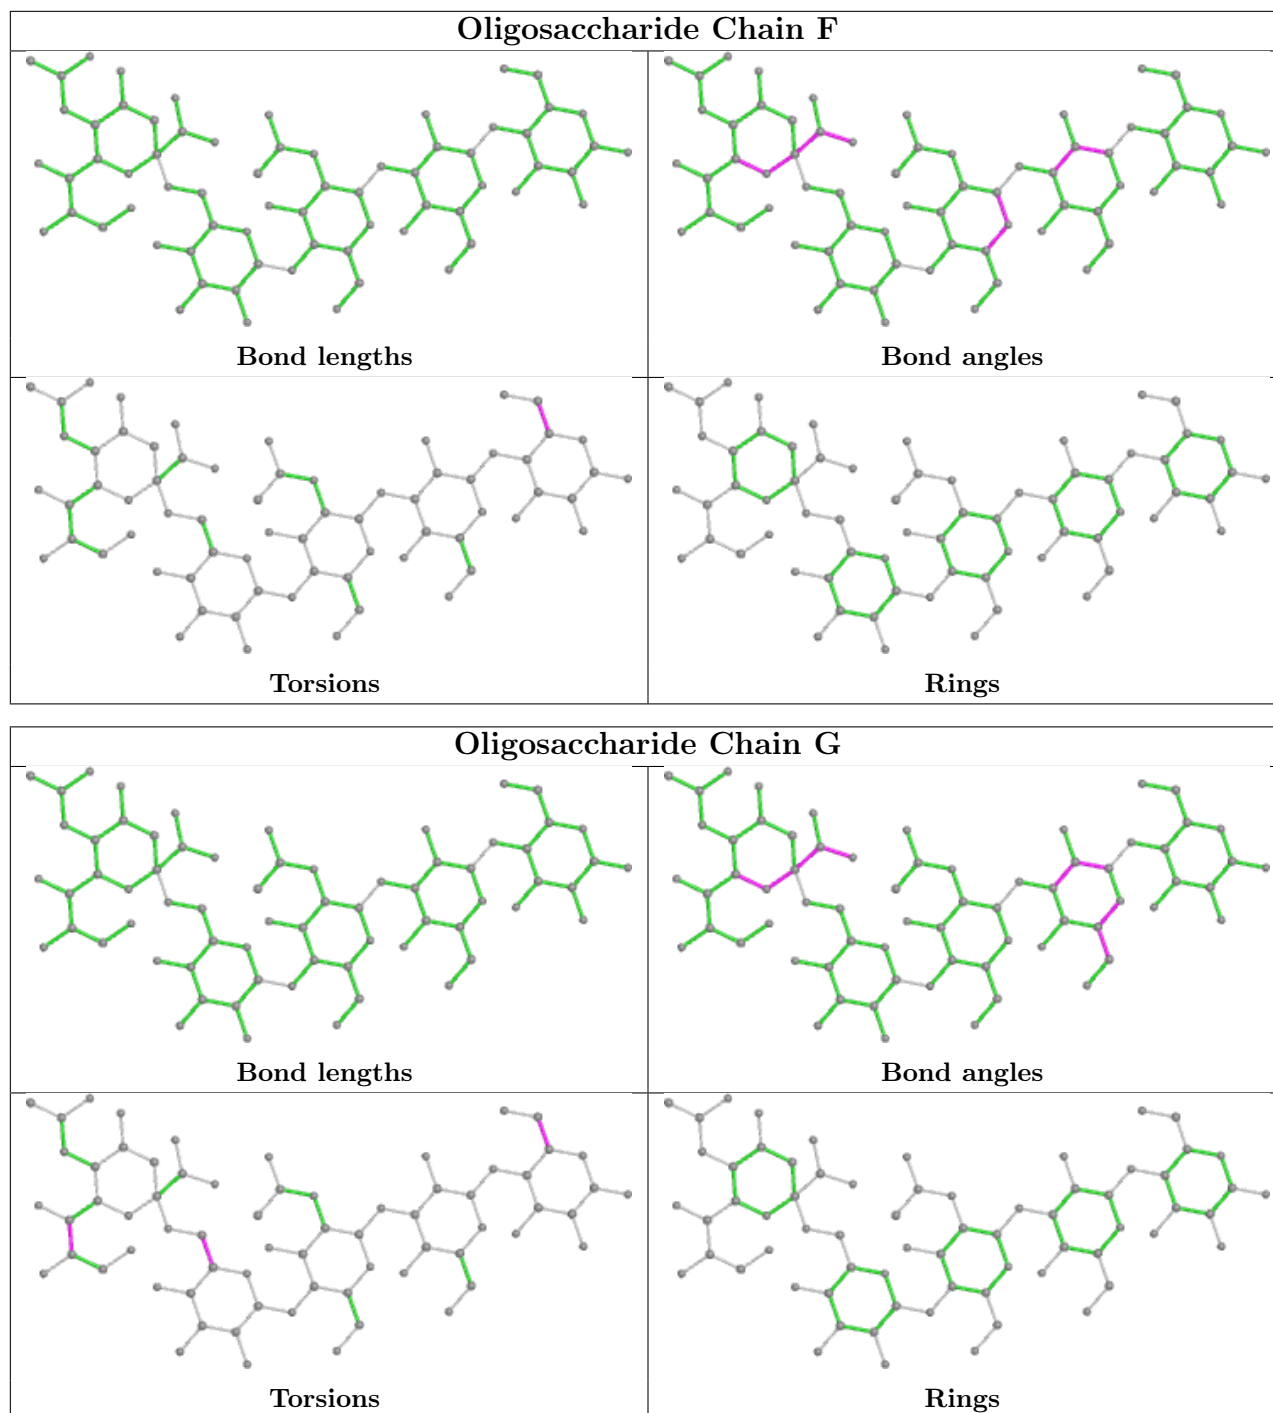 Oligosaccharide Chain F
Bond lengths
Bond angles
Torsions
Rings
Oligosaccharide Chain G
Bond lengths
Bond angles
Torsions
Rings